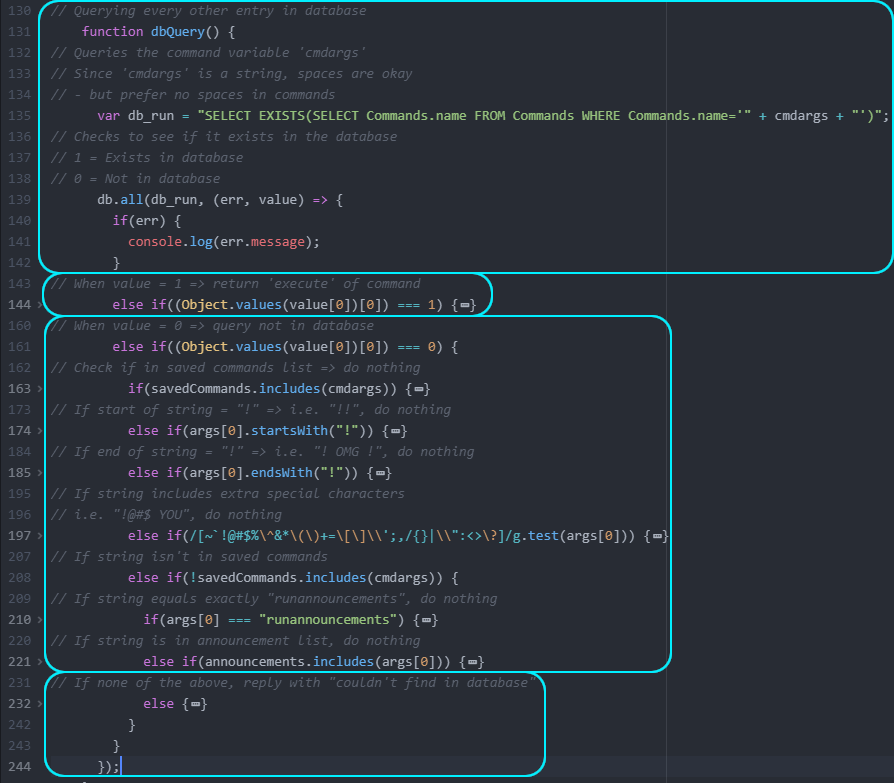 130 // Querying every other entry in database
131 function dbQuery() {
132 // Queries the command variable 'cmdargs'
133 // Since 'cmdargs' is a string, spaces are okay
134 // - but prefer no spaces in commands
135 var db_run = "SELECT EXISTS(SELECT Commands.name FROM Commands WHERE Commands.name='" + cmdargs + "')";
136 // Checks to see if it exists in the database
137 // 1 = Exists in database
138 // 0 = Not in database
139 db.all(db_run, (err, value) => {
140 if(err) {
141 console.log(err.message);
142 }
143 // When value = 1 => return 'execute' of command
144 else if((Object.values(value[0])[0]) === 1) {}
160 // When value = 0 => query not in database
161 else if((Object.values(value[0])[0]) === 0) {
162 // Check if in saved commands list => do nothing
163 if(savedCommands.includes(cmdargs)) {}
173 // If start of string = "!" => i.e. "!!", do nothing
174 else if(args[0].startsWith("!")) {}
184 // If end of string = "!" => i.e. "! OMG !", do nothing
185 else if(args[0].endsWith("!")) {}
195 // If string includes extra special characters
196 // i.e. "!@#$ YOU", do nothing
197 else if(/[~`!@#$%\^&*\(\)+=\[\]\\';,/{}|\\":<>\?]/g.test(args[0])) {}
207 // If string isn't in saved commands
208 else if(!savedCommands.includes(cmdargs)) {
209 // If string equals exactly "runannouncements", do nothing
210 if(args[0] === "runannouncements") {}
220 // If string is in announcement list, do nothing
221 else if(announcements.includes(args[0])) {}
231 // If none of the above, reply with "couldn't find in database"
232 else {}
242 }
243 }
244 });